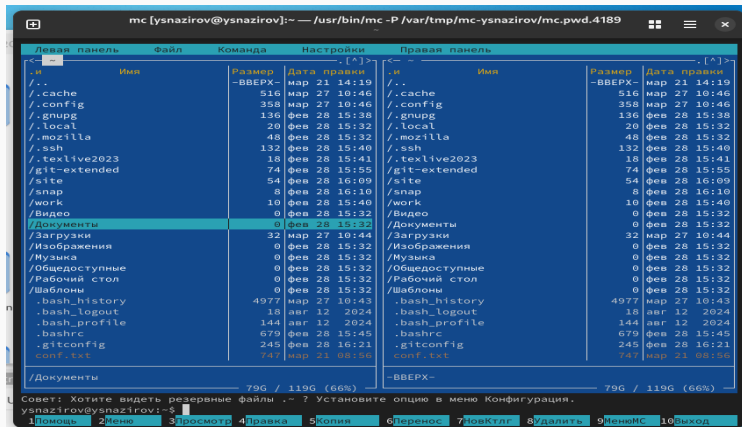 mc [ysnazirov@ysnazirov]:~ — /usr/bin/mc -P /var/tmp/mc-ysnazirov/mc.pwd.4189
~
Левая панель Файл Команда Настройки Правая панель
<— ~ .[^]> <— ~ .[^]>
.и Имя Размер Дата правки .и Имя Размер Дата правки
/.. -ВВЕРХ- мар 21 14:19 /.. -ВВЕРХ- мар 21 14:19
/.cache 516 мар 27 10:46 /.cache 516 мар 27 10:46
/.config 358 мар 27 10:46 /.config 358 мар 27 10:46
/.gnupg 136 фев 28 15:38 /.gnupg 136 фев 28 15:38
/.local 20 фев 28 15:32 /.local 20 фев 28 15:32
/.mozilla 48 фев 28 15:32 /.mozilla 48 фев 28 15:32
/.ssh 132 фев 28 15:40 /.ssh 132 фев 28 15:40
/.texlive2023 18 фев 28 15:41 /.texlive2023 18 фев 28 15:41
/git-extended 74 фев 28 15:55 /git-extended 74 фев 28 15:55
/site 54 фев 28 16:09 /site 54 фев 28 16:09
/snap 8 фев 28 16:10 /snap 8 фев 28 16:10
/work 10 фев 28 15:40 /work 10 фев 28 15:40
/Видео 0 фев 28 15:32 /Видео 0 фев 28 15:32
/Документы 0 фев 28 15:32 /Документы 0 фев 28 15:32
/Загрузки 32 мар 27 10:44 /Загрузки 32 мар 27 10:44
/Изображения 0 фев 28 15:32 /Изображения 0 фев 28 15:32
/Музыка 0 фев 28 15:32 /Музыка 0 фев 28 15:32
/Общедоступные 0 фев 28 15:32 /Общедоступные 0 фев 28 15:32
/Рабочий стол 0 фев 28 15:32 /Рабочий стол 0 фев 28 15:32
/Шаблоны 0 фев 28 15:32 /Шаблоны 0 фев 28 15:32
.bash_history 4977 мар 27 10:43 .bash_history 4977 мар 27 10:43
.bash_logout 18 авг 12 2024 .bash_logout 18 авг 12 2024
.bash_profile 144 авг 12 2024 .bash_profile 144 авг 12 2024
.bashrc 679 фев 28 15:45 .bashrc 679 фев 28 15:45
.gitconfig 245 фев 28 16:21 .gitconfig 245 фев 28 16:21
conf.txt 747 мар 21 08:56 conf.txt 747 мар 21 08:56
/Документы -ВВЕРХ-
79G / 119G (66%) 79G / 119G (66%)
Совет: Хотите видеть резервные файлы .~ ? Установите опцию в меню Конфигурация.
ysnazirov@ysnazirov:~$
1Помощь 2Меню 3Просмотр 4Правка 5Копия 6Перенос 7НовКтлг 8Удалить 9МенюMC 10Выход